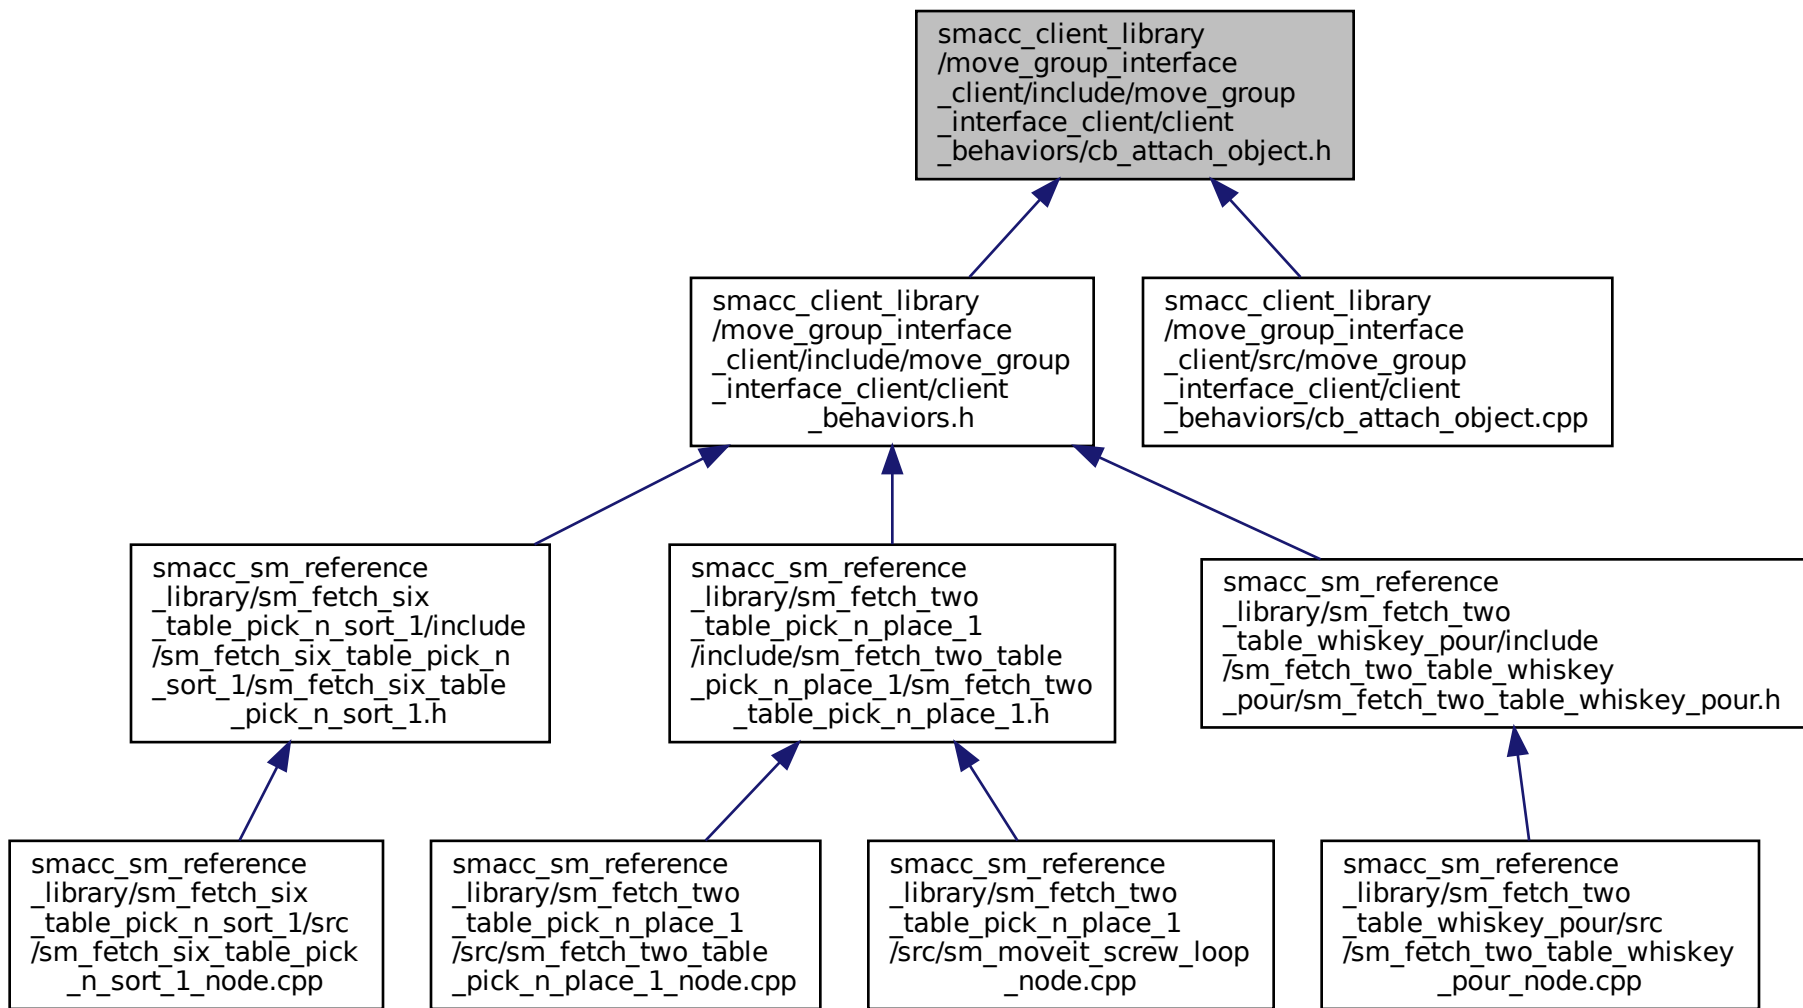 smacc_client_library
/move_group_interface
_client/include/move_group
_interface_client/client
_behaviors/cb_attach_object.h
smacc_client_library
/move_group_interface
_client/include/move_group
_interface_client/client
_behaviors.h
smacc_client_library
/move_group_interface
_client/src/move_group
_interface_client/client
_behaviors/cb_attach_object.cpp
smacc_sm_reference
_library/sm_fetch_six
_table_pick_n_sort_1/include
/sm_fetch_six_table_pick_n
_sort_1/sm_fetch_six_table
_pick_n_sort_1.h
smacc_sm_reference
_library/sm_fetch_two
_table_pick_n_place_1
/include/sm_fetch_two_table
_pick_n_place_1/sm_fetch_two
_table_pick_n_place_1.h
smacc_sm_reference
_library/sm_fetch_two
_table_whiskey_pour/include
/sm_fetch_two_table_whiskey
_pour/sm_fetch_two_table_whiskey_pour.h
smacc_sm_reference
_library/sm_fetch_six
_table_pick_n_sort_1/src
/sm_fetch_six_table_pick
_n_sort_1_node.cpp
smacc_sm_reference
_library/sm_fetch_two
_table_pick_n_place_1
/src/sm_fetch_two_table
_pick_n_place_1_node.cpp
smacc_sm_reference
_library/sm_fetch_two
_table_pick_n_place_1
/src/sm_moveit_screw_loop
_node.cpp
smacc_sm_reference
_library/sm_fetch_two
_table_whiskey_pour/src
/sm_fetch_two_table_whiskey
_pour_node.cpp